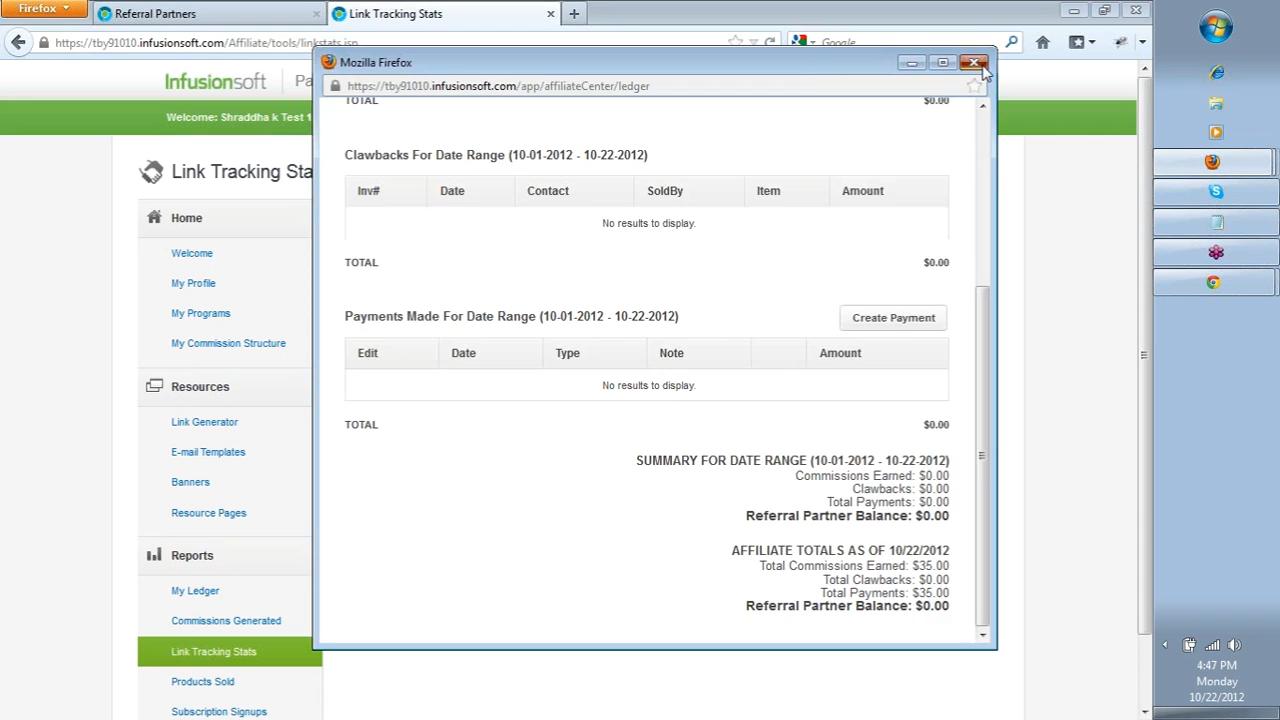 Firefox
Referral Partners
Link Tracking Stats
https://tby91010.infusionsoft.com/Affiliate/tools/linkstats.jsp
Google
Infusionsoft
Welcome: Shraddha k Test 1
Link Tracking Sta
Home
Welcome
My Profile
My Programs
My Commission Structure
Resources
Link Generator
E-mail Templates
Banners
Resource Pages
Reports
My Ledger
Commissions Generated
Link Tracking Stats
Products Sold
Subscription Signups
Mozilla Firefox
https://tby91010.infusionsoft.com/app/affiliateCenter/ledger
TOTAL $0.00
Clawbacks For Date Range (10-01-2012 - 10-22-2012)
Inv# Date Contact SoldBy Item Amount
No results to display.
TOTAL $0.00
Payments Made For Date Range (10-01-2012 - 10-22-2012) Create Payment
Edit Date Type Note Amount
No results to display.
TOTAL $0.00
SUMMARY FOR DATE RANGE (10-01-2012 - 10-22-2012)
Commissions Earned: $0.00
Clawbacks: $0.00
Total Payments: $0.00
Referral Partner Balance: $0.00
AFFILIATE TOTALS AS OF 10/22/2012
Total Commissions Earned: $35.00
Total Clawbacks: $0.00
Total Payments: $35.00
Referral Partner Balance: $0.00
4:47 PM
Monday
10/22/2012